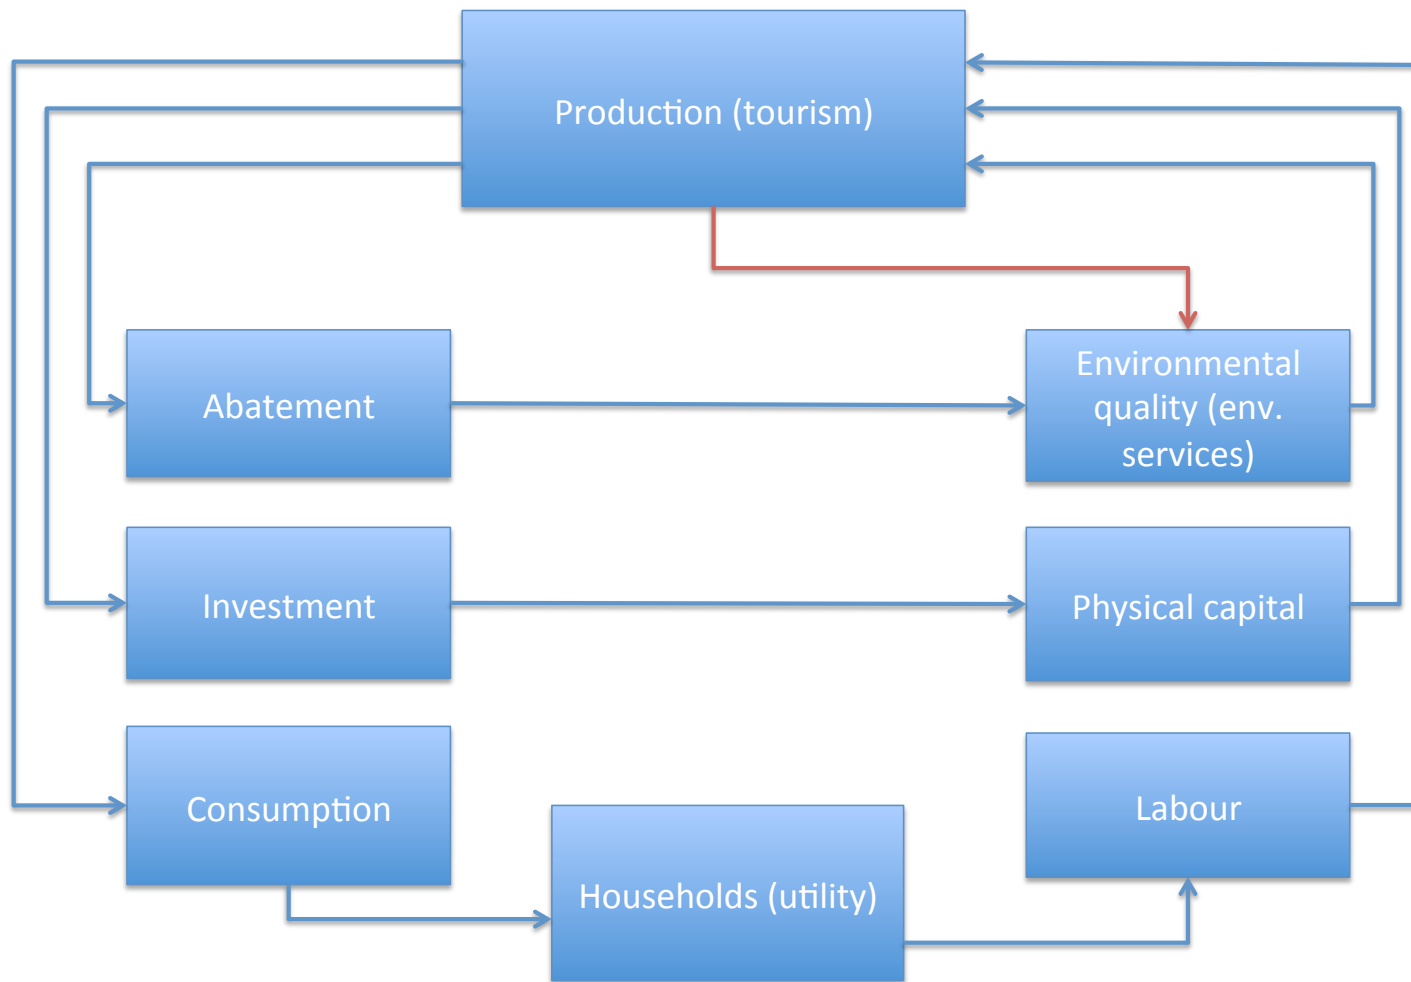 Production (tourism)
Abatement
Environmental
quality (env.
services)
Investment
Physical capital
Consumption
Labour
Households (utility)